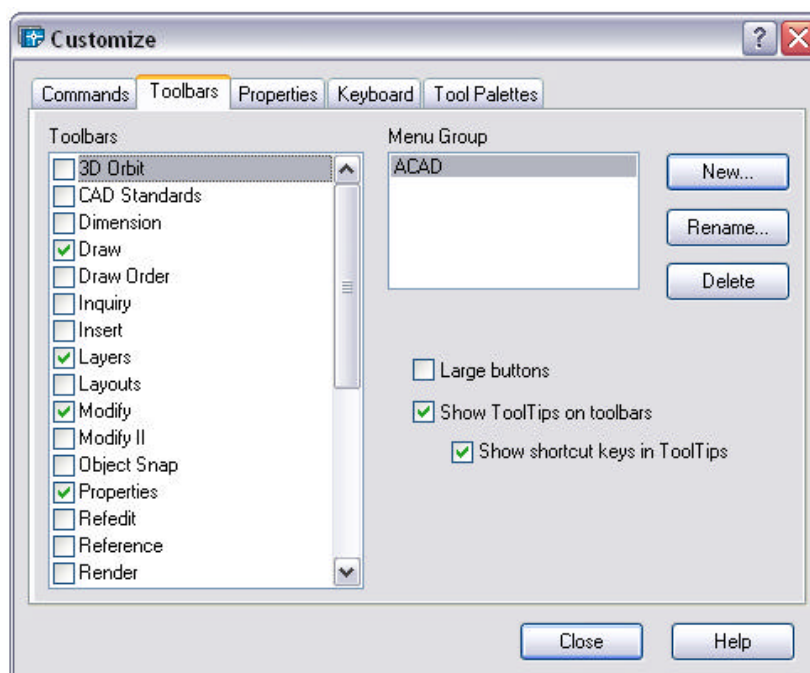 Customize
Commands Toolbars Properties Keyboard Tool Palettes
Toolbars
3D Orbit
CAD Standards
Dimension
Draw
Draw Order
Inquiry
Insert
Layers
Layouts
Modify
Modify II
Object Snap
Properties
Refedit
Reference
Render
Menu Group
ACAD
New...
Rename...
Delete
Large buttons
Show ToolTips on toolbars
Show shortcut keys in ToolTips
Close Help